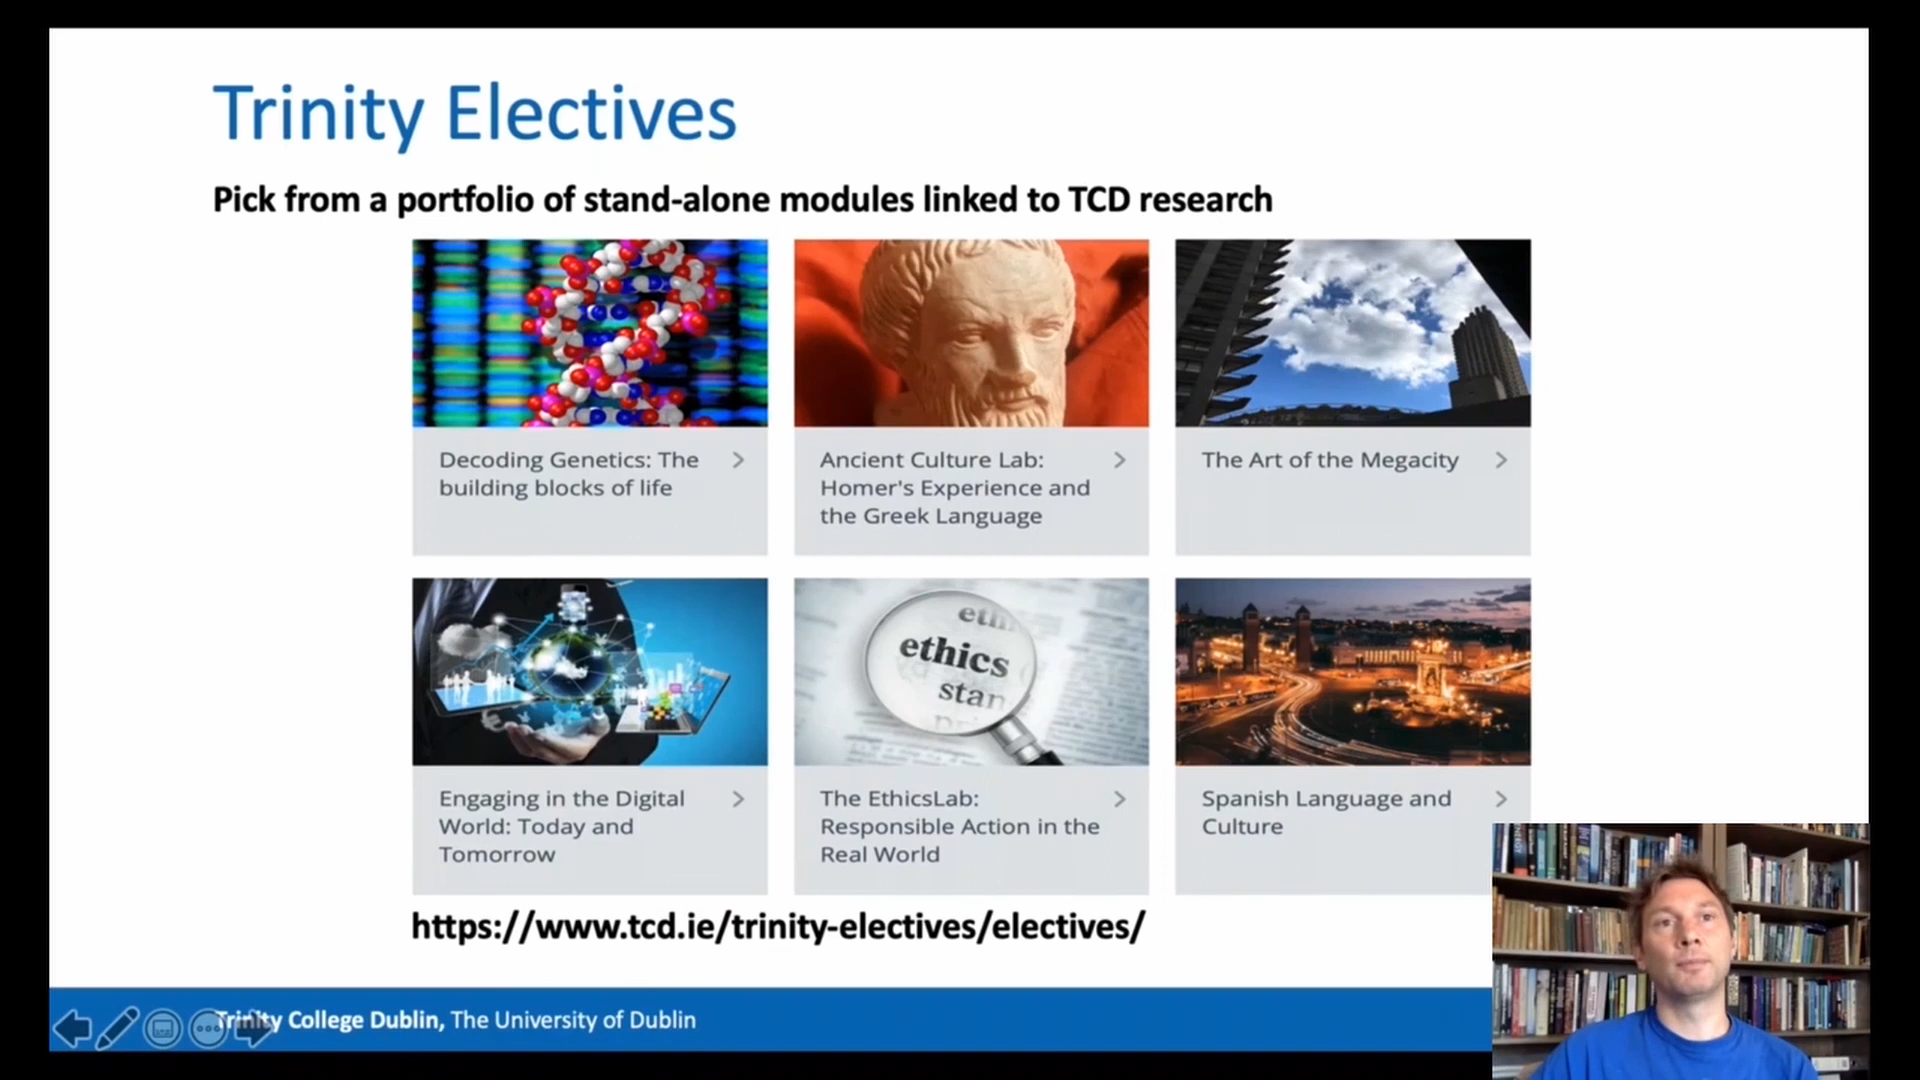 Trinity Electives
Pick from a portfolio of stand-alone modules linked to TCD research
Decoding Genetics: The
building blocks of life
Ancient Culture Lab:
Homer's Experience and
the Greek Language
The Art of the Megacity
eth
ethics
stan
pri
Engaging in the Digital
World: Today and
Tomorrow
The EthicsLab:
Responsible Action in the
Real World
Spanish Language and
Culture
https://www.tcd.ie/trinity-electives/electives/
Trinity College Dublin, The University of Dublin